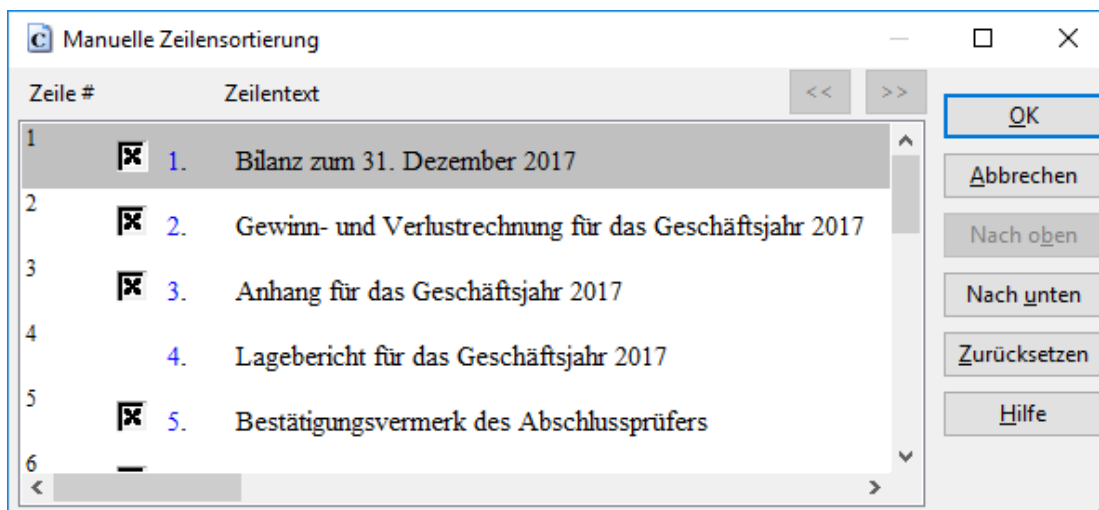 Manuelle Zeilensortierung
Zeile # Zeilentext << >>
OK
1
1. Bilanz zum 31. Dezember 2017
Abbrechen
2
2. Gewinn- und Verlustrechnung für das Geschäftsjahr 2017
Nach oben
3
3. Anhang für das Geschäftsjahr 2017
Nach unten
4
4. Lagebericht für das Geschäftsjahr 2017
Zurücksetzen
5
5. Bestätigungsvermerk des Abschlussprüfers
Hilfe
6